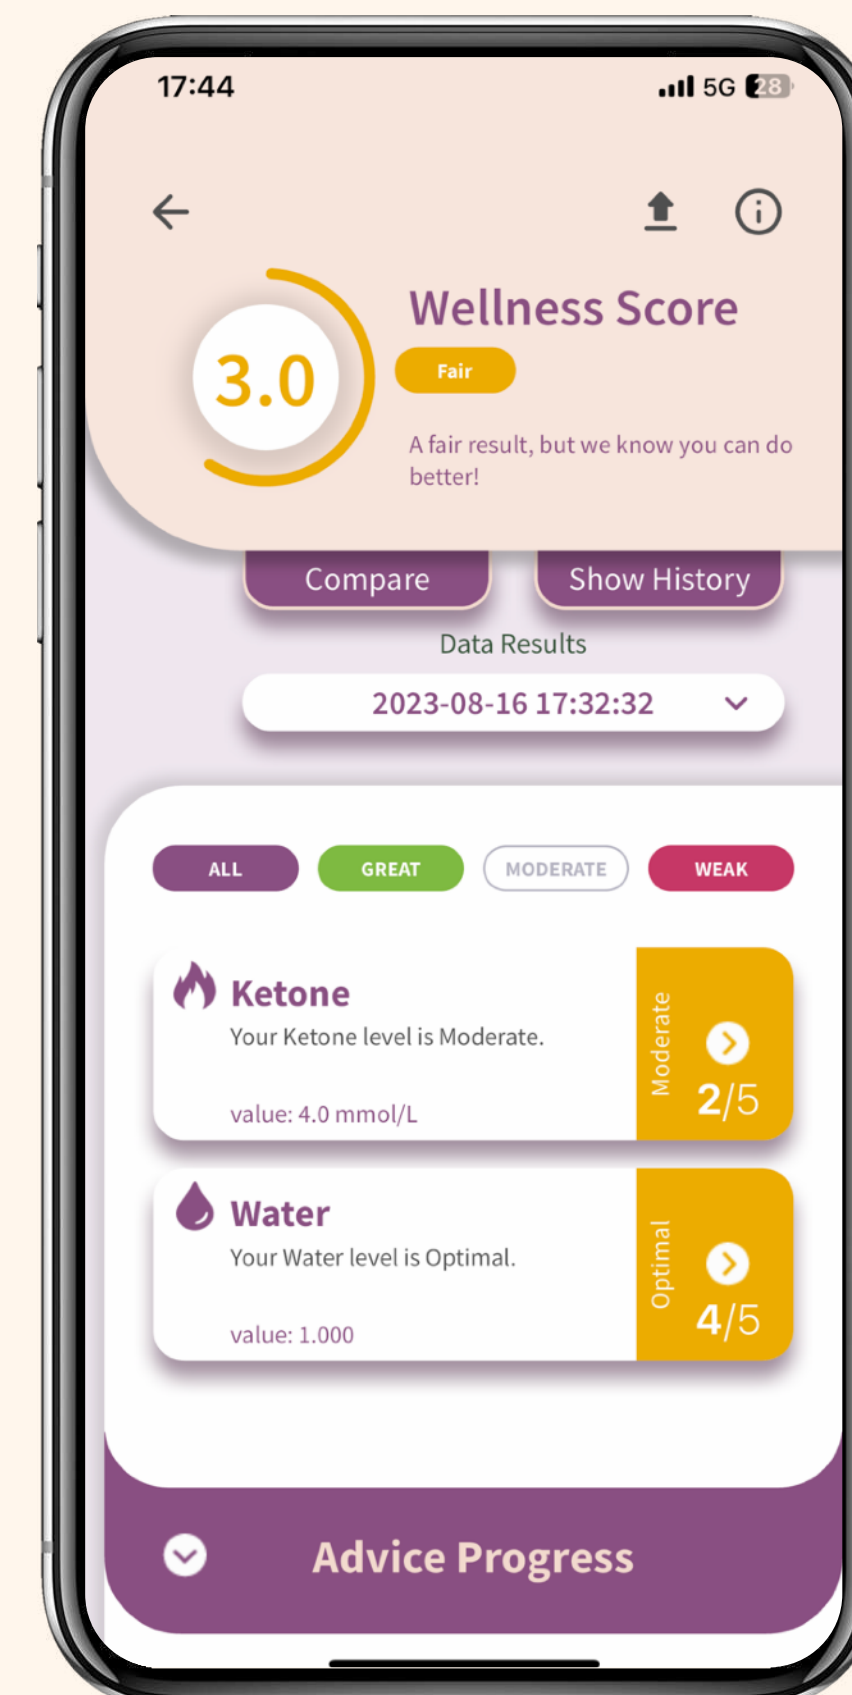 17:44
5G 28
Wellness Score
3.0
Fair
A fair result, but we know you can do
better!
Compare
Show History
Data Results
2023-08-16 17:32:32
ALL
GREAT
MODERATE
WEAK
Ketone
Your Ketone level is Moderate.
value: 4.0 mmol/L
Moderate
2/5
Water
Your Water level is Optimal.
value: 1.000
Optimal
4/5
Advice Progress